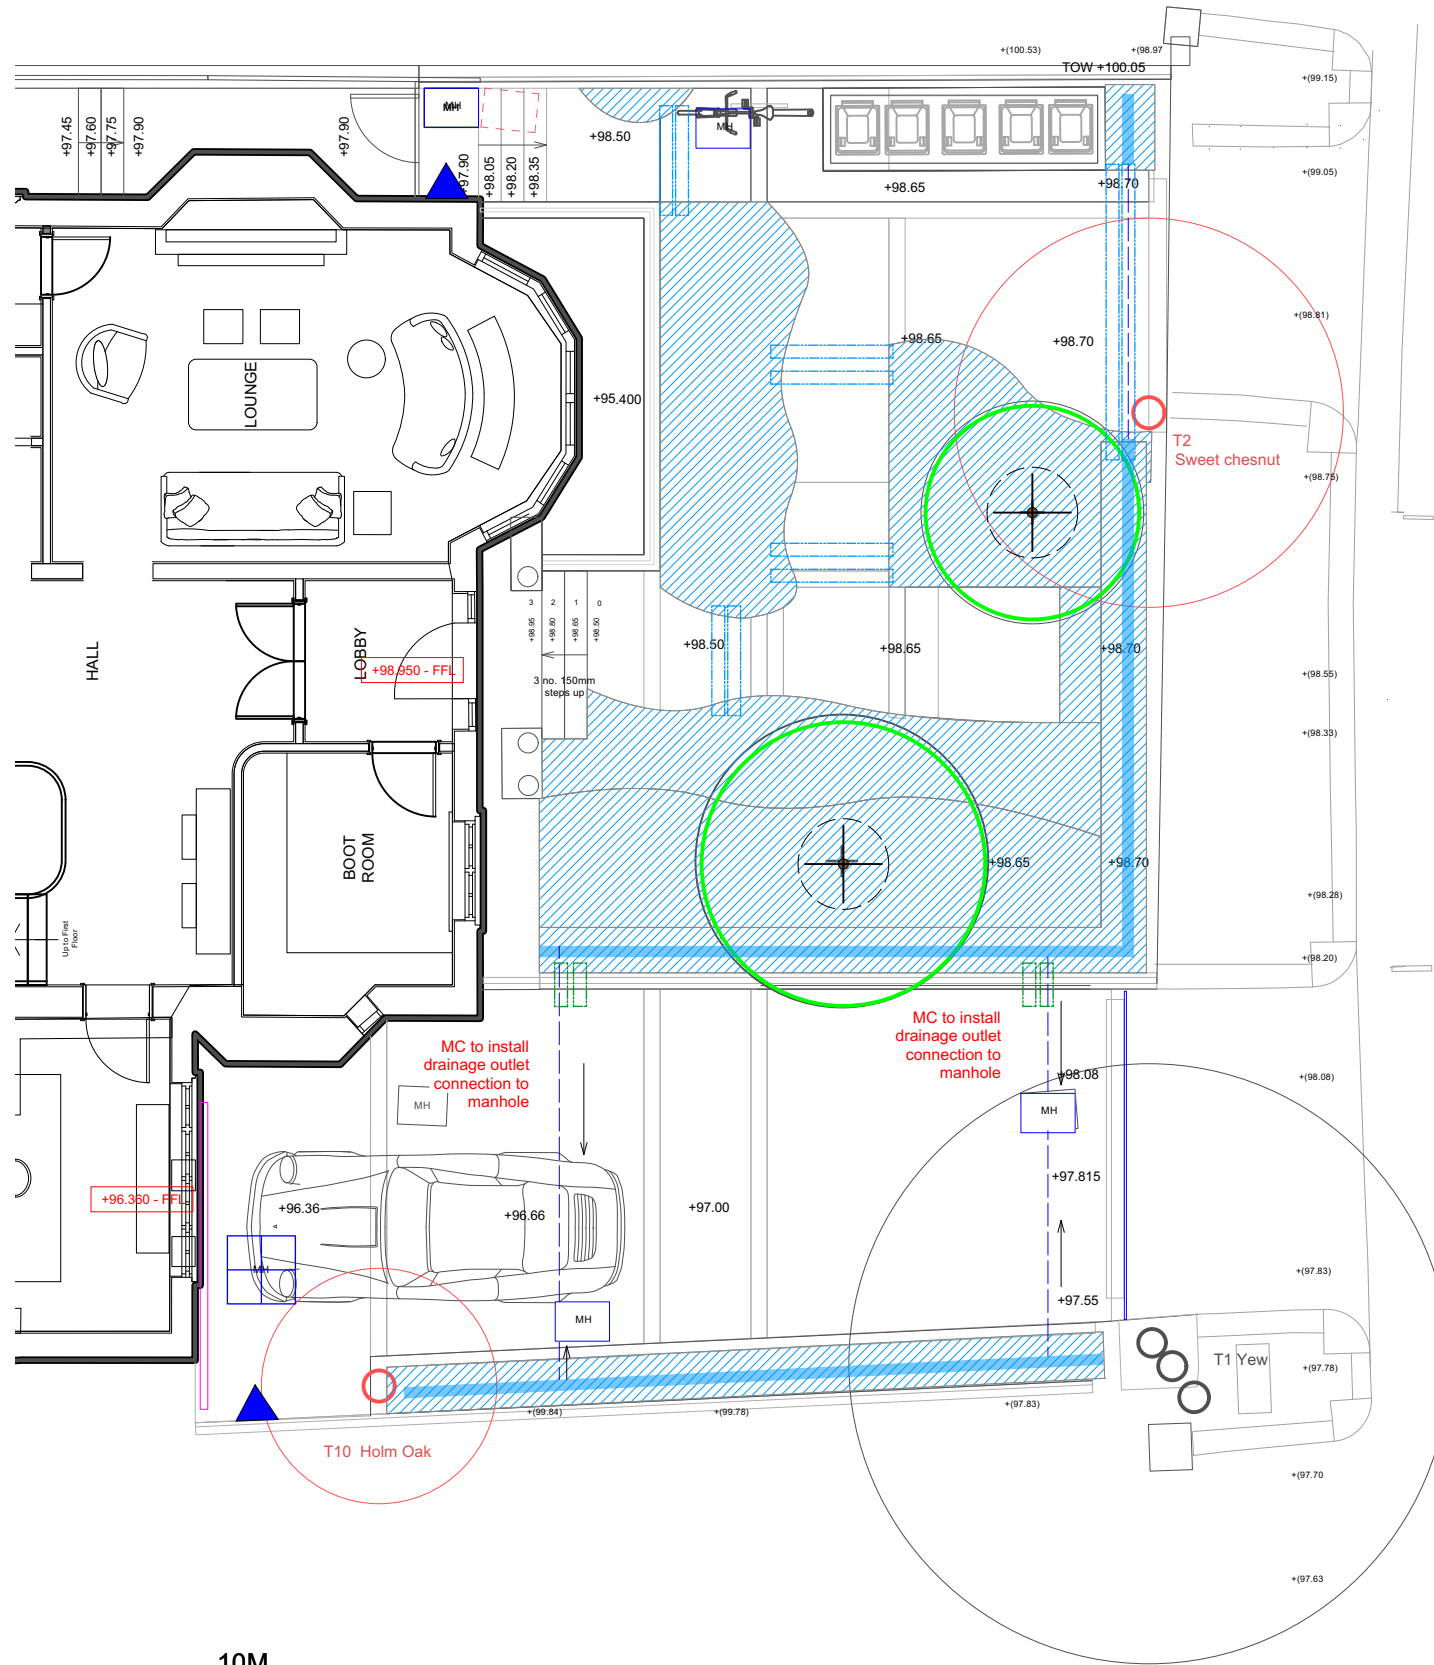 +(100.53)
+(98.97
TOW +100.05
+(99.15)
+97.45
+97.60
+97.75
+97.90
+97.90
MH
+97.90
+98.05
+98.20
+98.35
+98.50
MH
+98.65
+98.70
+(99.05)
+(98.81)
+98.65
+98.70
LOUNGE
+95.400
T2
Sweet chesnut
+(98.75)
3
2
1
0
+98.95
+98.80
+98.65
+98.50
HALL
LOBBY
+98.950 - FFL
+98.50
+98.65
+98.70
3 no. 150mm
steps up
+(98.55)
+(98.33)
BOOT
ROOM
+98.65
+98.70
+(98.28)
Up to First
Floor
+(98.20)
MC to install
drainage outlet
connection to
manhole
MC to install
drainage outlet
connection to
manhole
+98.08
+(98.08)
MH
MH
+97.815
+96.360 - FFL
+96.36
+96.66
+97.00
MH
+(97.83)
+97.55
MH
T1 Yew
+(97.78)
+(99.84)
+(99.78)
+(97.83)
T10 Holm Oak
+(97.70
+(97.63
10M